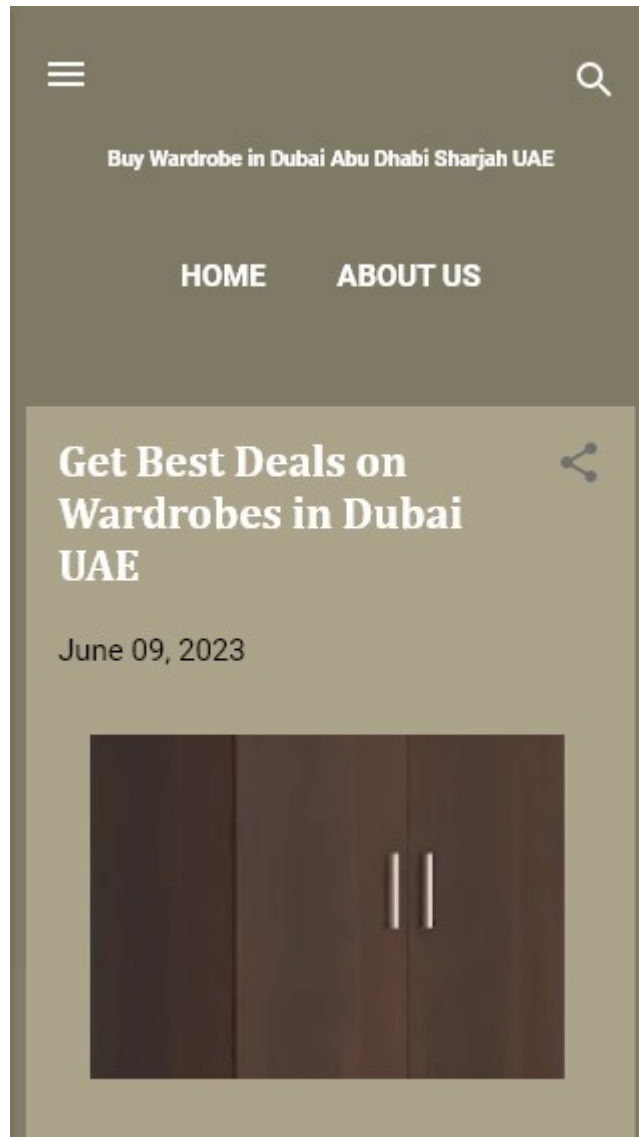 Buy Wardrobe in Dubai Abu Dhabi Sharjah UAE
HOME ABOUT US
Get Best Deals on
Wardrobes in Dubai
UAE
June 09, 2023